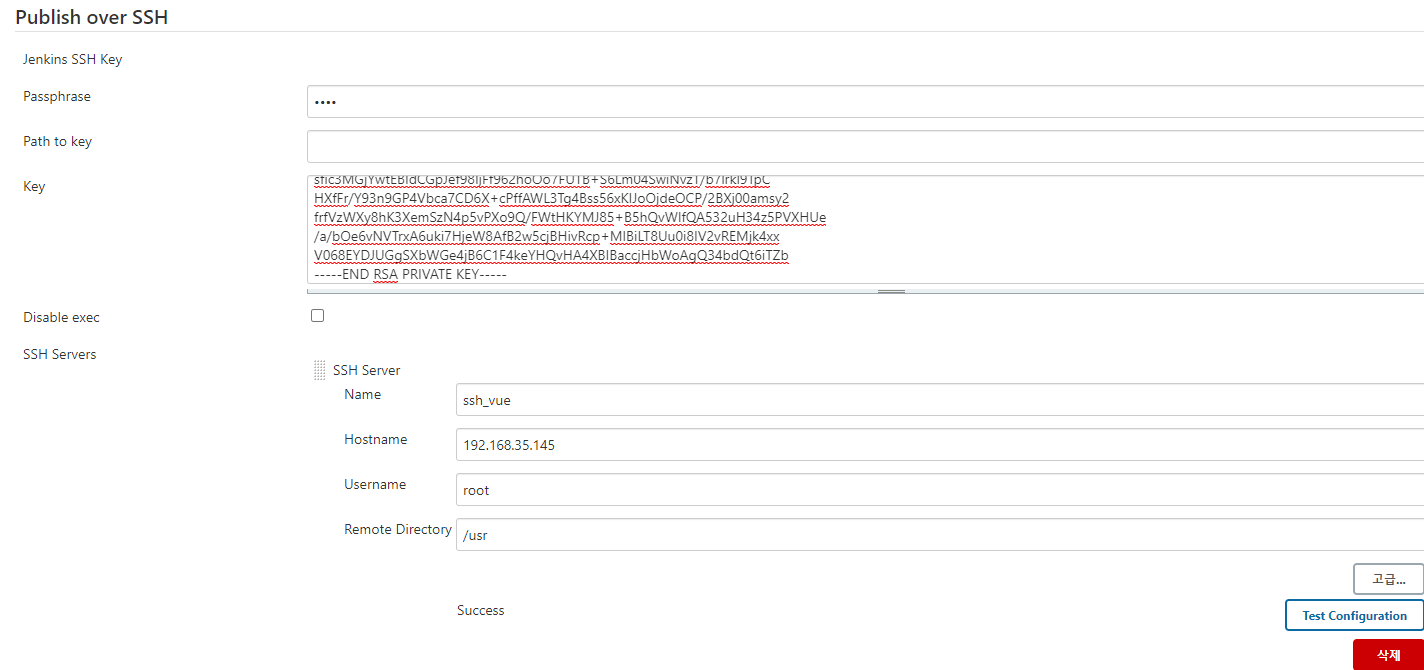 Publish over SSH
Jenkins SSH Key
Passphrase
••••
Path to key
Key
HXfFr/Y93n9GP4Vbca7CD6X+cPffAWL3Tg4Bss56xKIJoOjdeOCP/2BXj00amsy2
frfVzWXy8hK3XemSzN4p5vPXo9Q/FWtHKYMJ85+B5hQvWIfQA532uH34z5PVXHUe
/a/bOe6vNVTrxA6uki7HjeW8AfB2w5cjBHivRcp+MIBiLT8Uu0i8IV2vREMjk4xx
V068EYDJUGgSXbWGe4jB6C1F4keYHQvHA4XBIBaccjHbWoAgQ34bdQt6iTZb
-----END RSA PRIVATE KEY-----
Disable exec
SSH Servers
SSH Server
Name
ssh_vue
Hostname
192.168.35.145
Username
root
Remote Directory
/usr
고급...
Success
Test Configuration
삭제